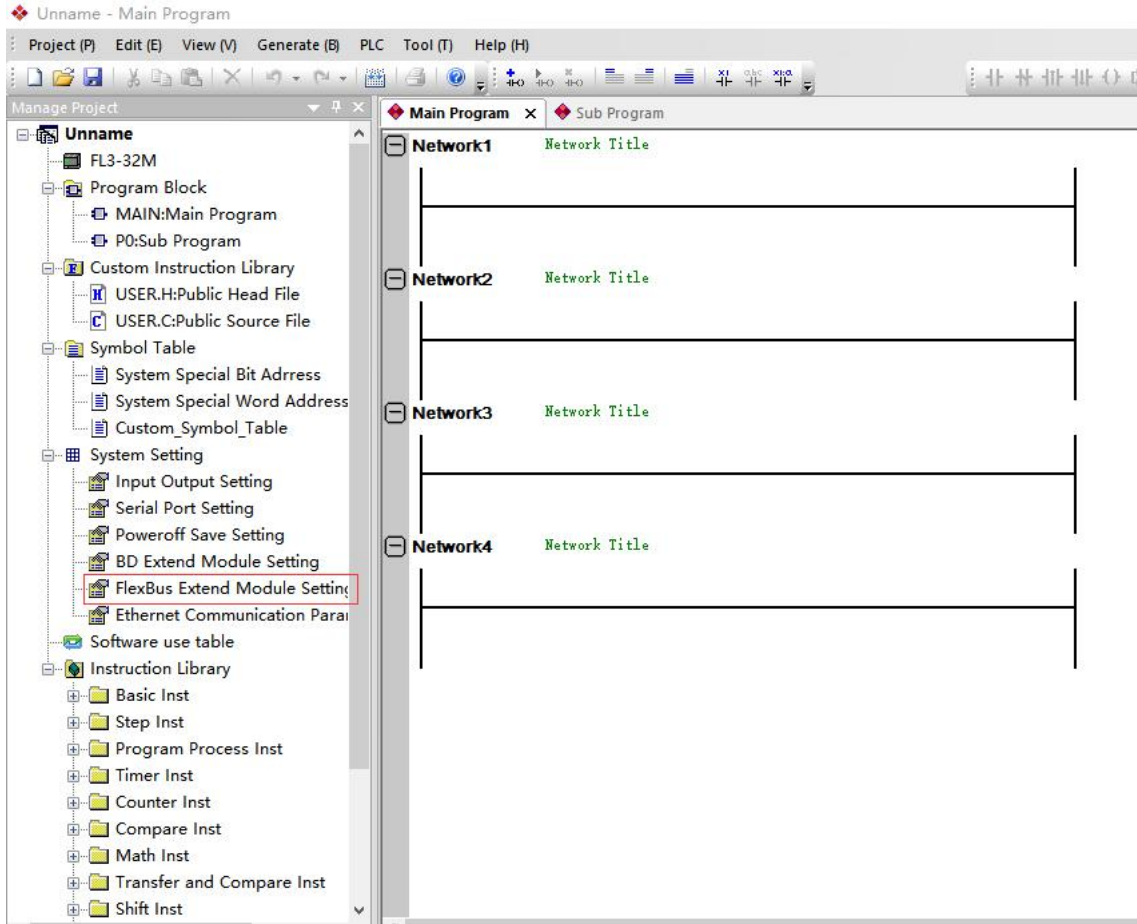 Unname - Main Program
Project (P) Edit (E) View (V) Generate (B) PLC Tool (T) Help (H)
Manage Project
Main Program Sub Program
Unname
FL3-32M
Program Block
MAIN:Main Program
P0:Sub Program
Custom Instruction Library
USER.H:Public Head File
USER.C:Public Source File
Symbol Table
System Special Bit Adrress
System Special Word Address
Custom_Symbol_Table
System Setting
Input Output Setting
Serial Port Setting
Poweroff Save Setting
BD Extend Module Setting
FlexBus Extend Module Setting
Ethernet Communication Para
Software use table
Instruction Library
Basic Inst
Step Inst
Program Process Inst
Timer Inst
Counter Inst
Compare Inst
Math Inst
Transfer and Compare Inst
Shift Inst
Network1 Network Title
Network2 Network Title
Network3 Network Title
Network4 Network Title